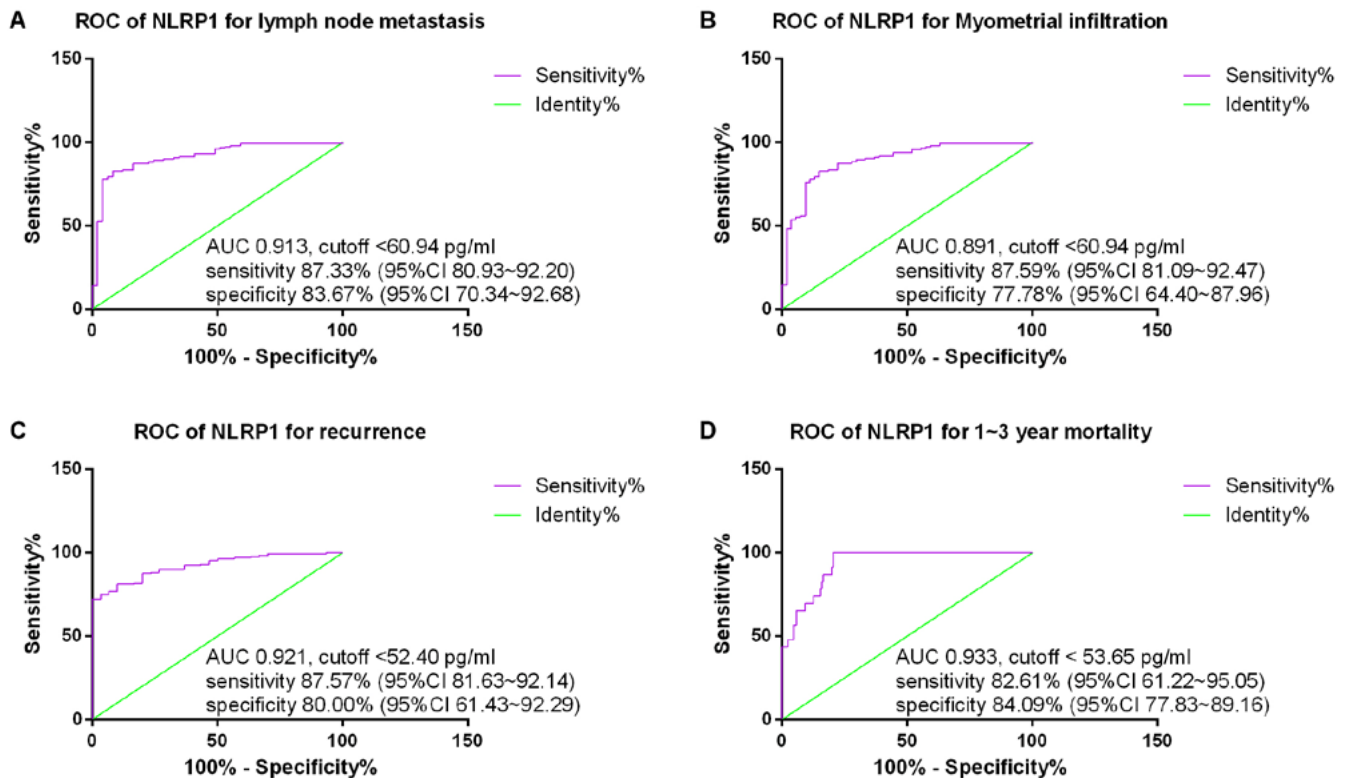 A ROC of NLRP1 for lymph node metastasis
150
100
50
0
Sensitivity%
Sensitivity%
Identity%
AUC 0.913, cutoff <60.94 pg/ml
sensitivity 87.33% (95%CI 80.93~92.20)
specificity 83.67% (95%CI 70.34~92.68)
0 50 100 150
100% - Specificity%
B ROC of NLRP1 for Myometrial infiltration
150
100
50
0
Sensitivity%
Sensitivity%
Identity%
AUC 0.891, cutoff <60.94 pg/ml
sensitivity 87.59% (95%CI 81.09~92.47)
specificity 77.78% (95%CI 64.40~87.96)
0 50 100 150
100% - Specificity%
C ROC of NLRP1 for recurrence
150
100
50
0
Sensitivity%
Sensitivity%
Identity%
AUC 0.921, cutoff <52.40 pg/ml
sensitivity 87.57% (95%CI 81.63~92.14)
specificity 80.00% (95%CI 61.43~92.29)
0 50 100 150
100% - Specificity%
D ROC of NLRP1 for 1~3 year mortality
150
100
50
0
Sensitivity%
Sensitivity%
Identity%
AUC 0.933, cutoff < 53.65 pg/ml
sensitivity 82.61% (95%CI 61.22~95.05)
specificity 84.09% (95%CI 77.83~89.16)
0 50 100 150
100% - Specificity%